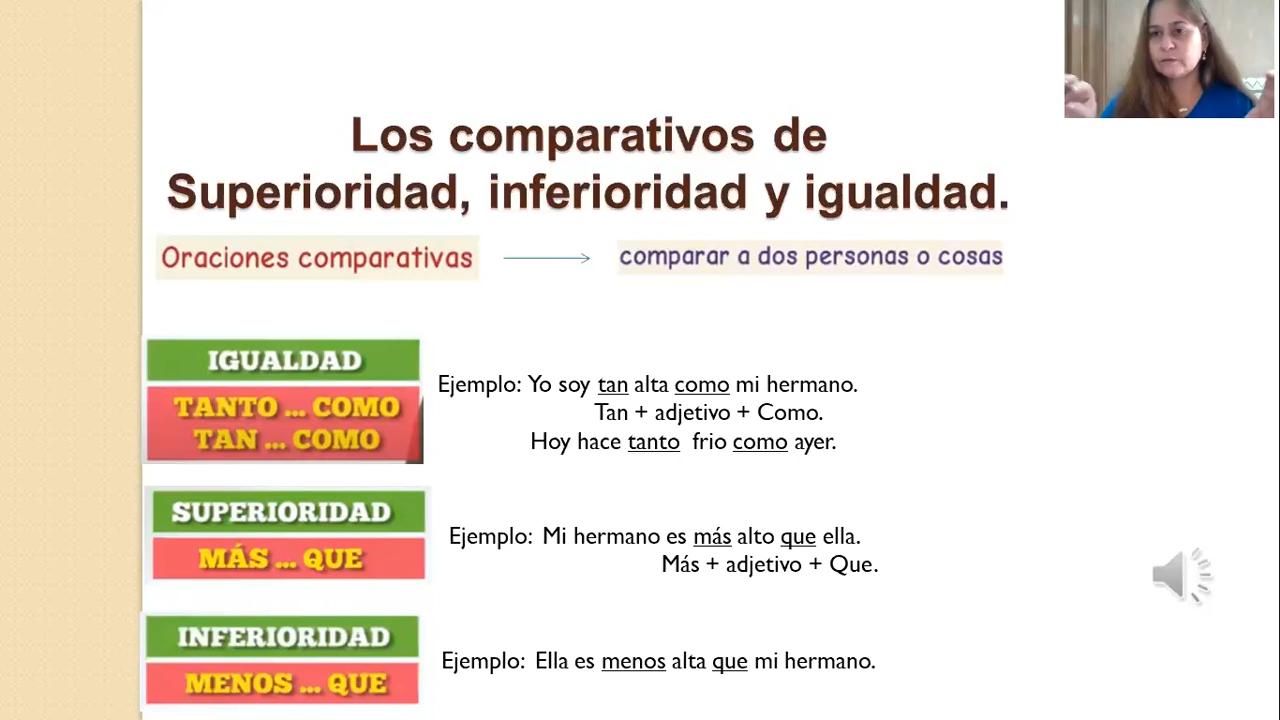 Los comparativos de
Superioridad, inferioridad y igualdad.
Oraciones comparativas
comparar a dos personas o cosas
IGUALDAD
TANTO ... COMO
TAN ... COMO
Ejemplo: Yo soy tan alta como mi hermano.
Tan + adjetivo + Como.
Hoy hace tanto frio como ayer.
SUPERIORIDAD
MÁS ... QUE
Ejemplo: Mi hermano es más alto que ella.
Más + adjetivo + Que.
INFERIORIDAD
MENOS ... QUE
Ejemplo: Ella es menos alta que mi hermano.